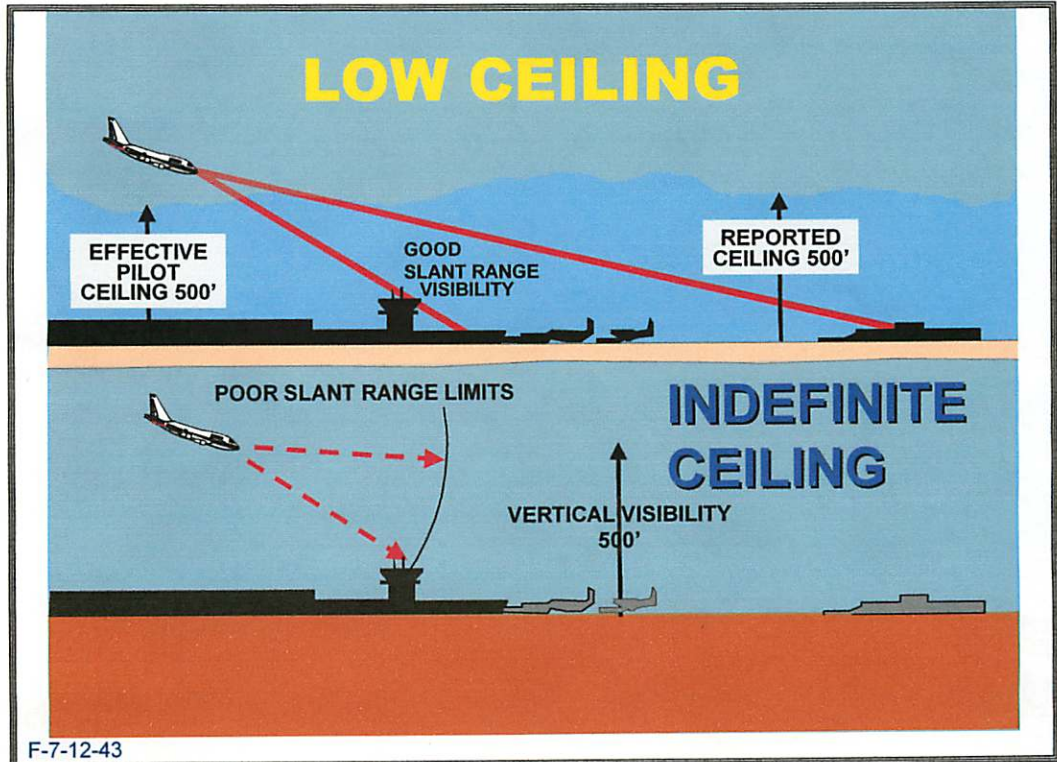 LOW CEILING
EFFECTIVE
PILOT
CEILING 500'
GOOD
SLANT RANGE
VISIBILITY
REPORTED
CEILING 500'
POOR SLANT RANGE LIMITS
INDEFINITE
CEILING
VERTICAL VISIBILITY
500'
F-7-12-43